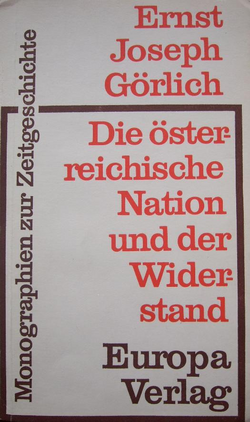 Ernst
Joseph
Görlich
Monographien zur Zeitgeschichte
Die öster-
reichische
Nation
und der
Wider-
stand
Europa
Verlag